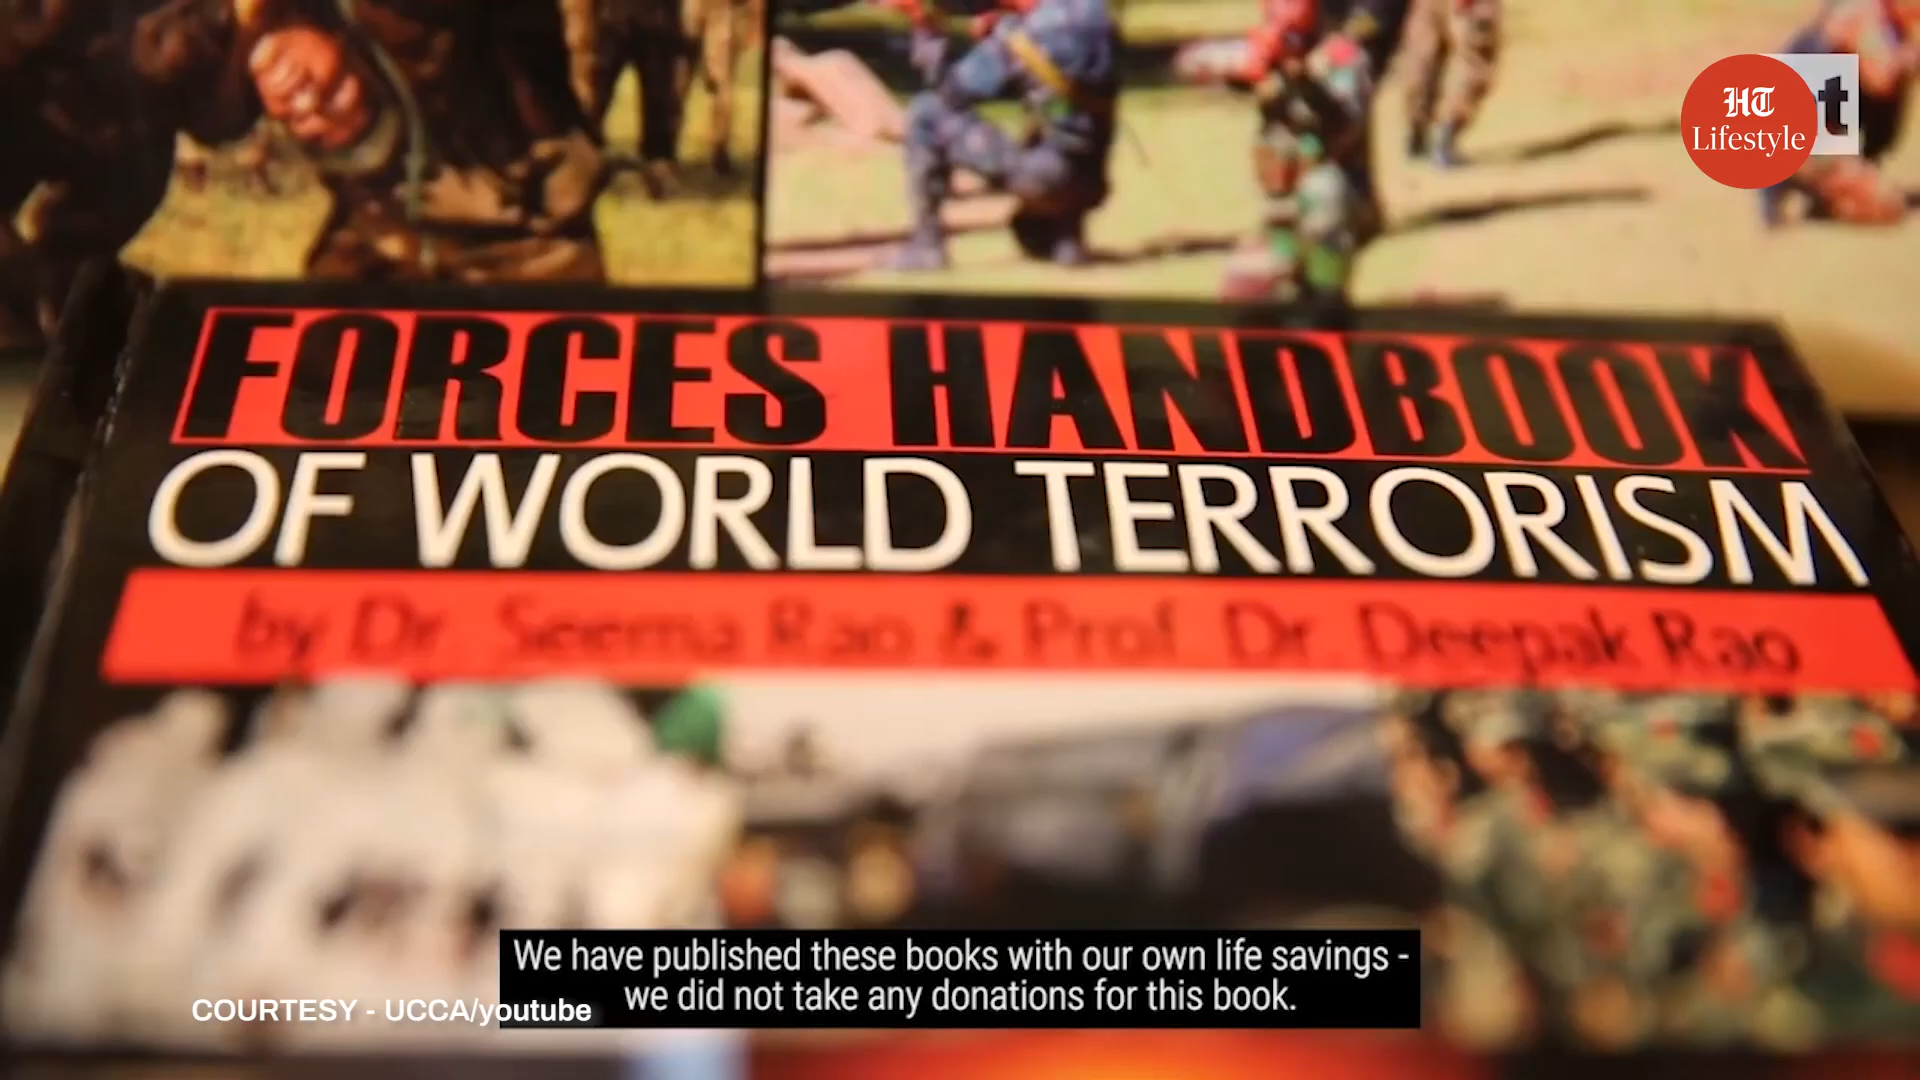 HT
Lifestyle
t
FORCES HANDBOOK
OF WORLD TERRORISM
by Dr. Seema Rao & Prof. Dr. Deepak Rao
We have published these books with our own life savings -
we did not take any donations for this book.
COURTESY - UCCA/youtube